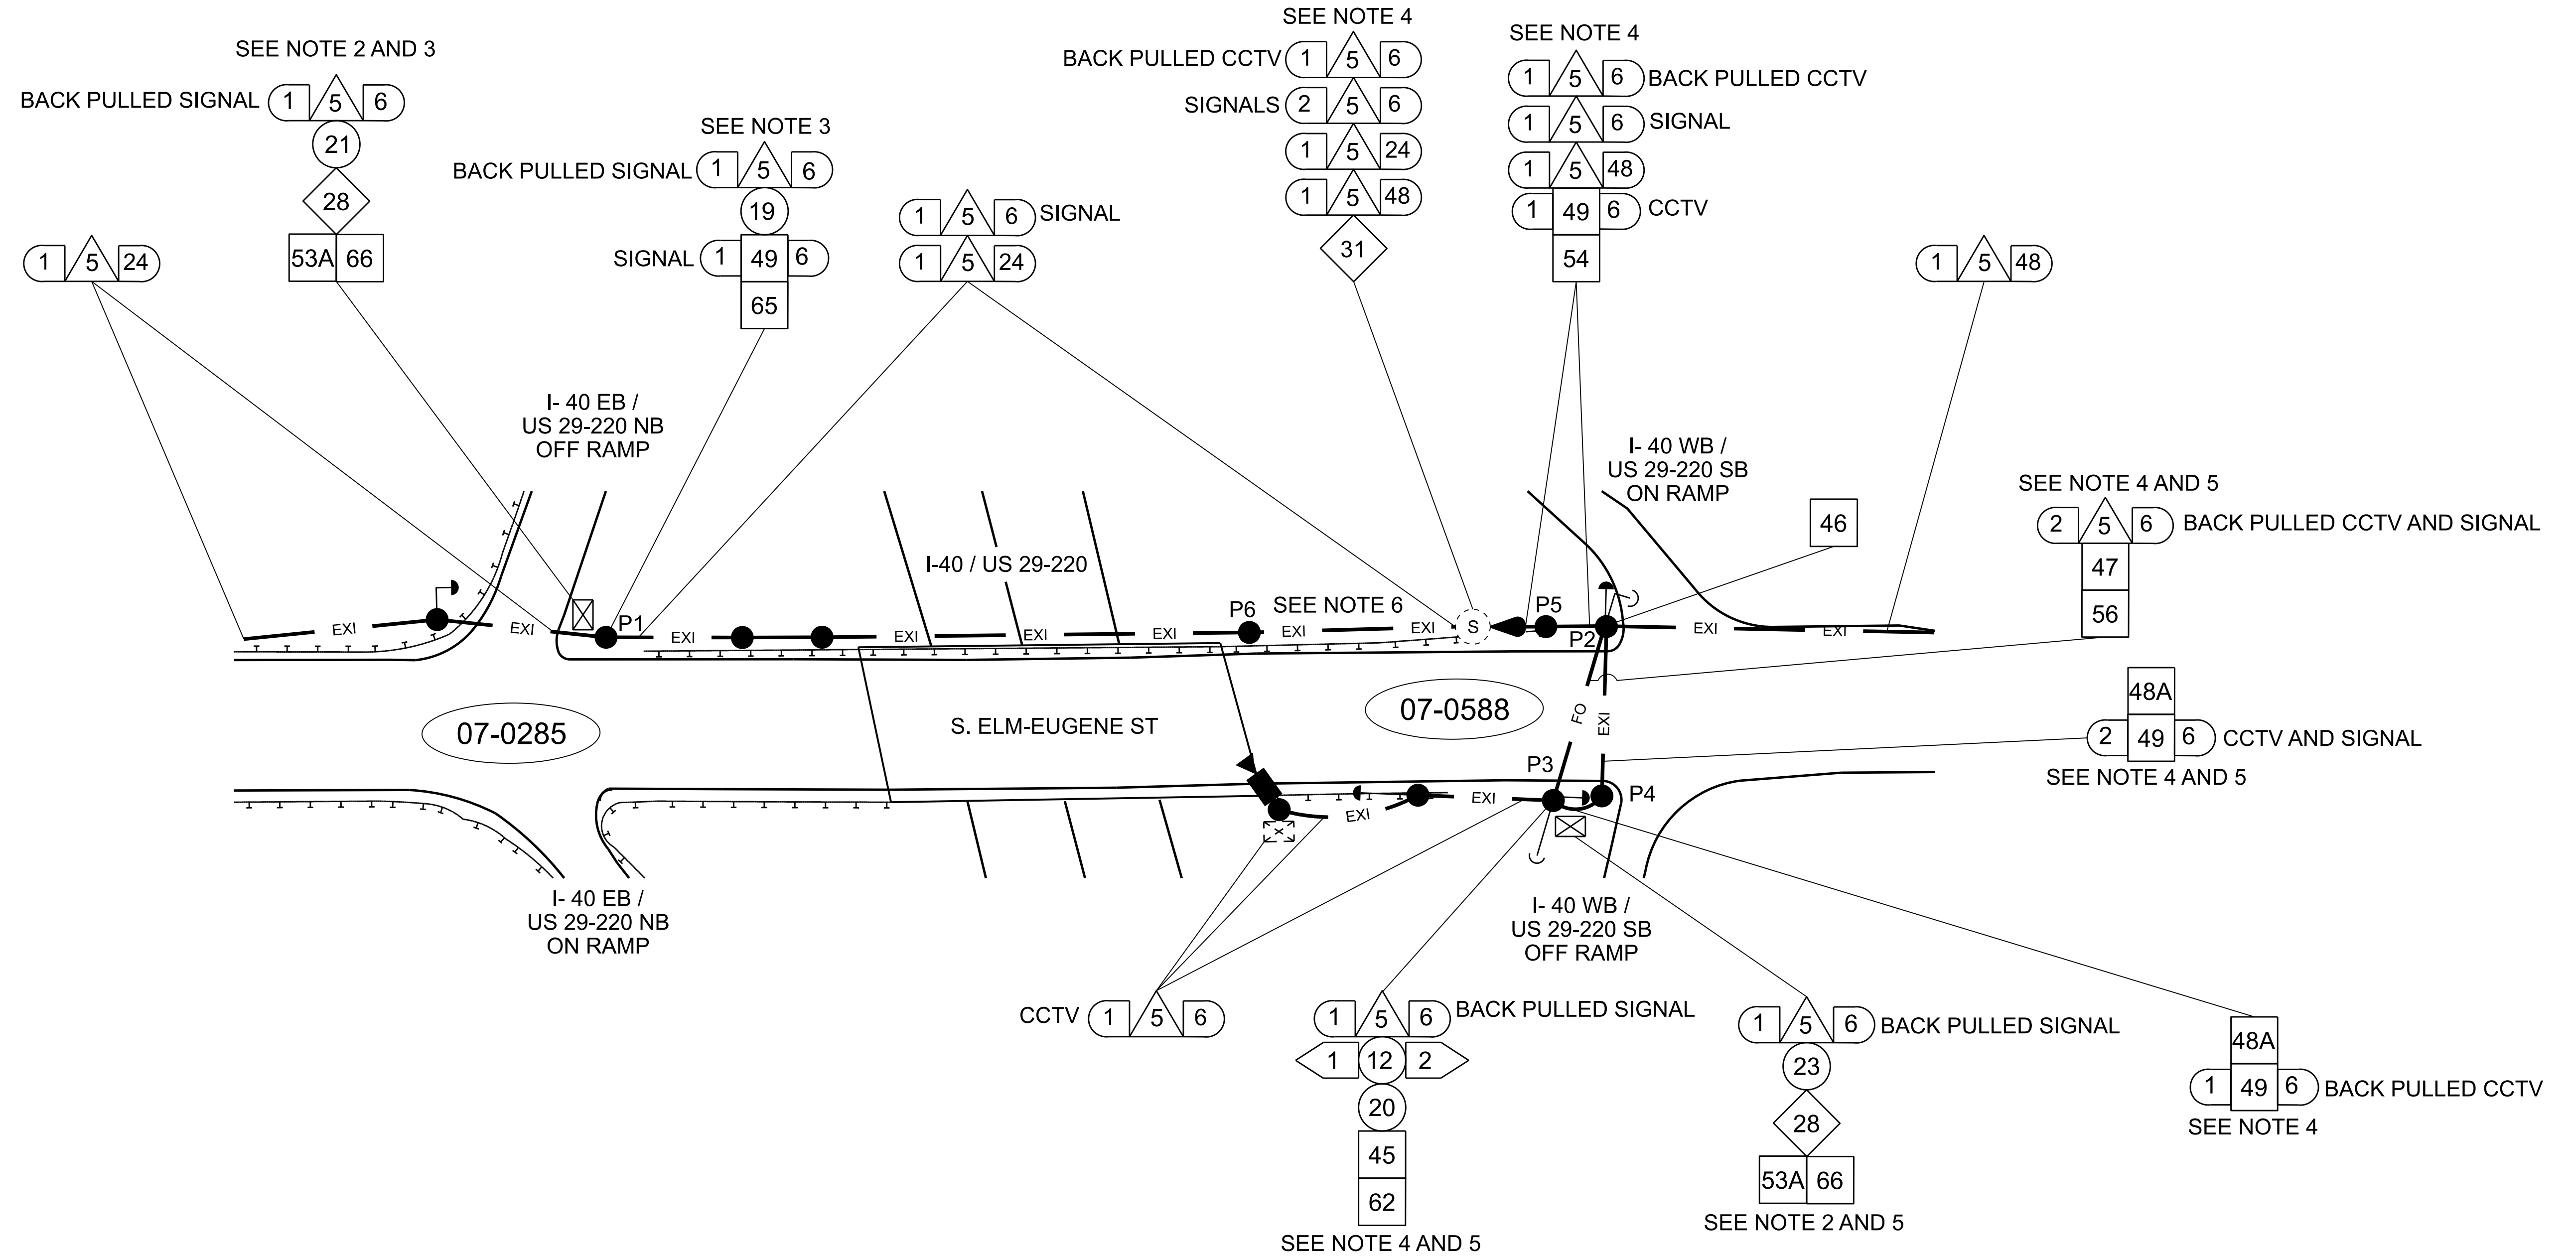 SEE NOTE 2 AND 3
BACK PULLED SIGNAL 1 5 6
21
28
53A 66
1 5 24
SEE NOTE 3
BACK PULLED SIGNAL 1 5 6
19
SIGNAL 1 49 6
65
1 5 6 SIGNAL
1 5 24
SEE NOTE 4
BACK PULLED CCTV 1 5 6
SIGNALS 2 5 6
1 5 24
1 5 48
31
SEE NOTE 4
1 5 6 BACK PULLED CCTV
1 5 6 SIGNAL
1 5 48
1 49 6 CCTV
54
1 5 48
I- 40 EB /
US 29-220 NB
OFF RAMP
I-40 / US 29-220
I- 40 WB /
US 29-220 SB
ON RAMP
46
SEE NOTE 4 AND 5
2 5 6 BACK PULLED CCTV AND SIGNAL
47
56
EXI
EXI
P1
EXI
EXI
EXI
EXI
P6
SEE NOTE 6
EXI
EXI
S
P5
P2
EXI
EXI
07-0285
S. ELM-EUGENE ST
07-0588
FO
EXI
48A
2 49 6 CCTV AND SIGNAL
SEE NOTE 4 AND 5
P3
P4
EXI
EXI
X
I- 40 EB /
US 29-220 NB
ON RAMP
I- 40 WB /
US 29-220 SB
OFF RAMP
CCTV 1 5 6
1 5 6 BACK PULLED SIGNAL
1 12 2
20
45
62
SEE NOTE 4 AND 5
1 5 6 BACK PULLED SIGNAL
23
28
53A 66
SEE NOTE 2 AND 5
48A
1 49 6 BACK PULLED CCTV
SEE NOTE 4